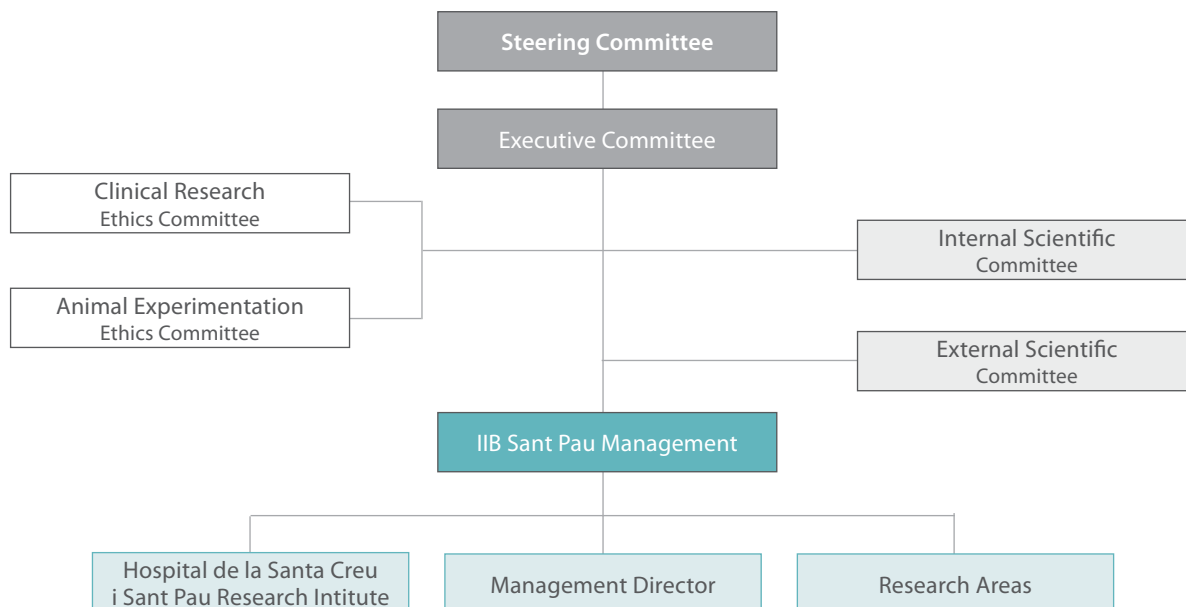 Steering Committee
Executive Committee
Clinical Research
Ethics Committee
Internal Scientific
Committee
Animal Experimentation
Ethics Committee
External Scientific
Committee
IIB Sant Pau Management
Hospital de la Santa Creu
i Sant Pau Research Intitute
Management Director
Research Areas